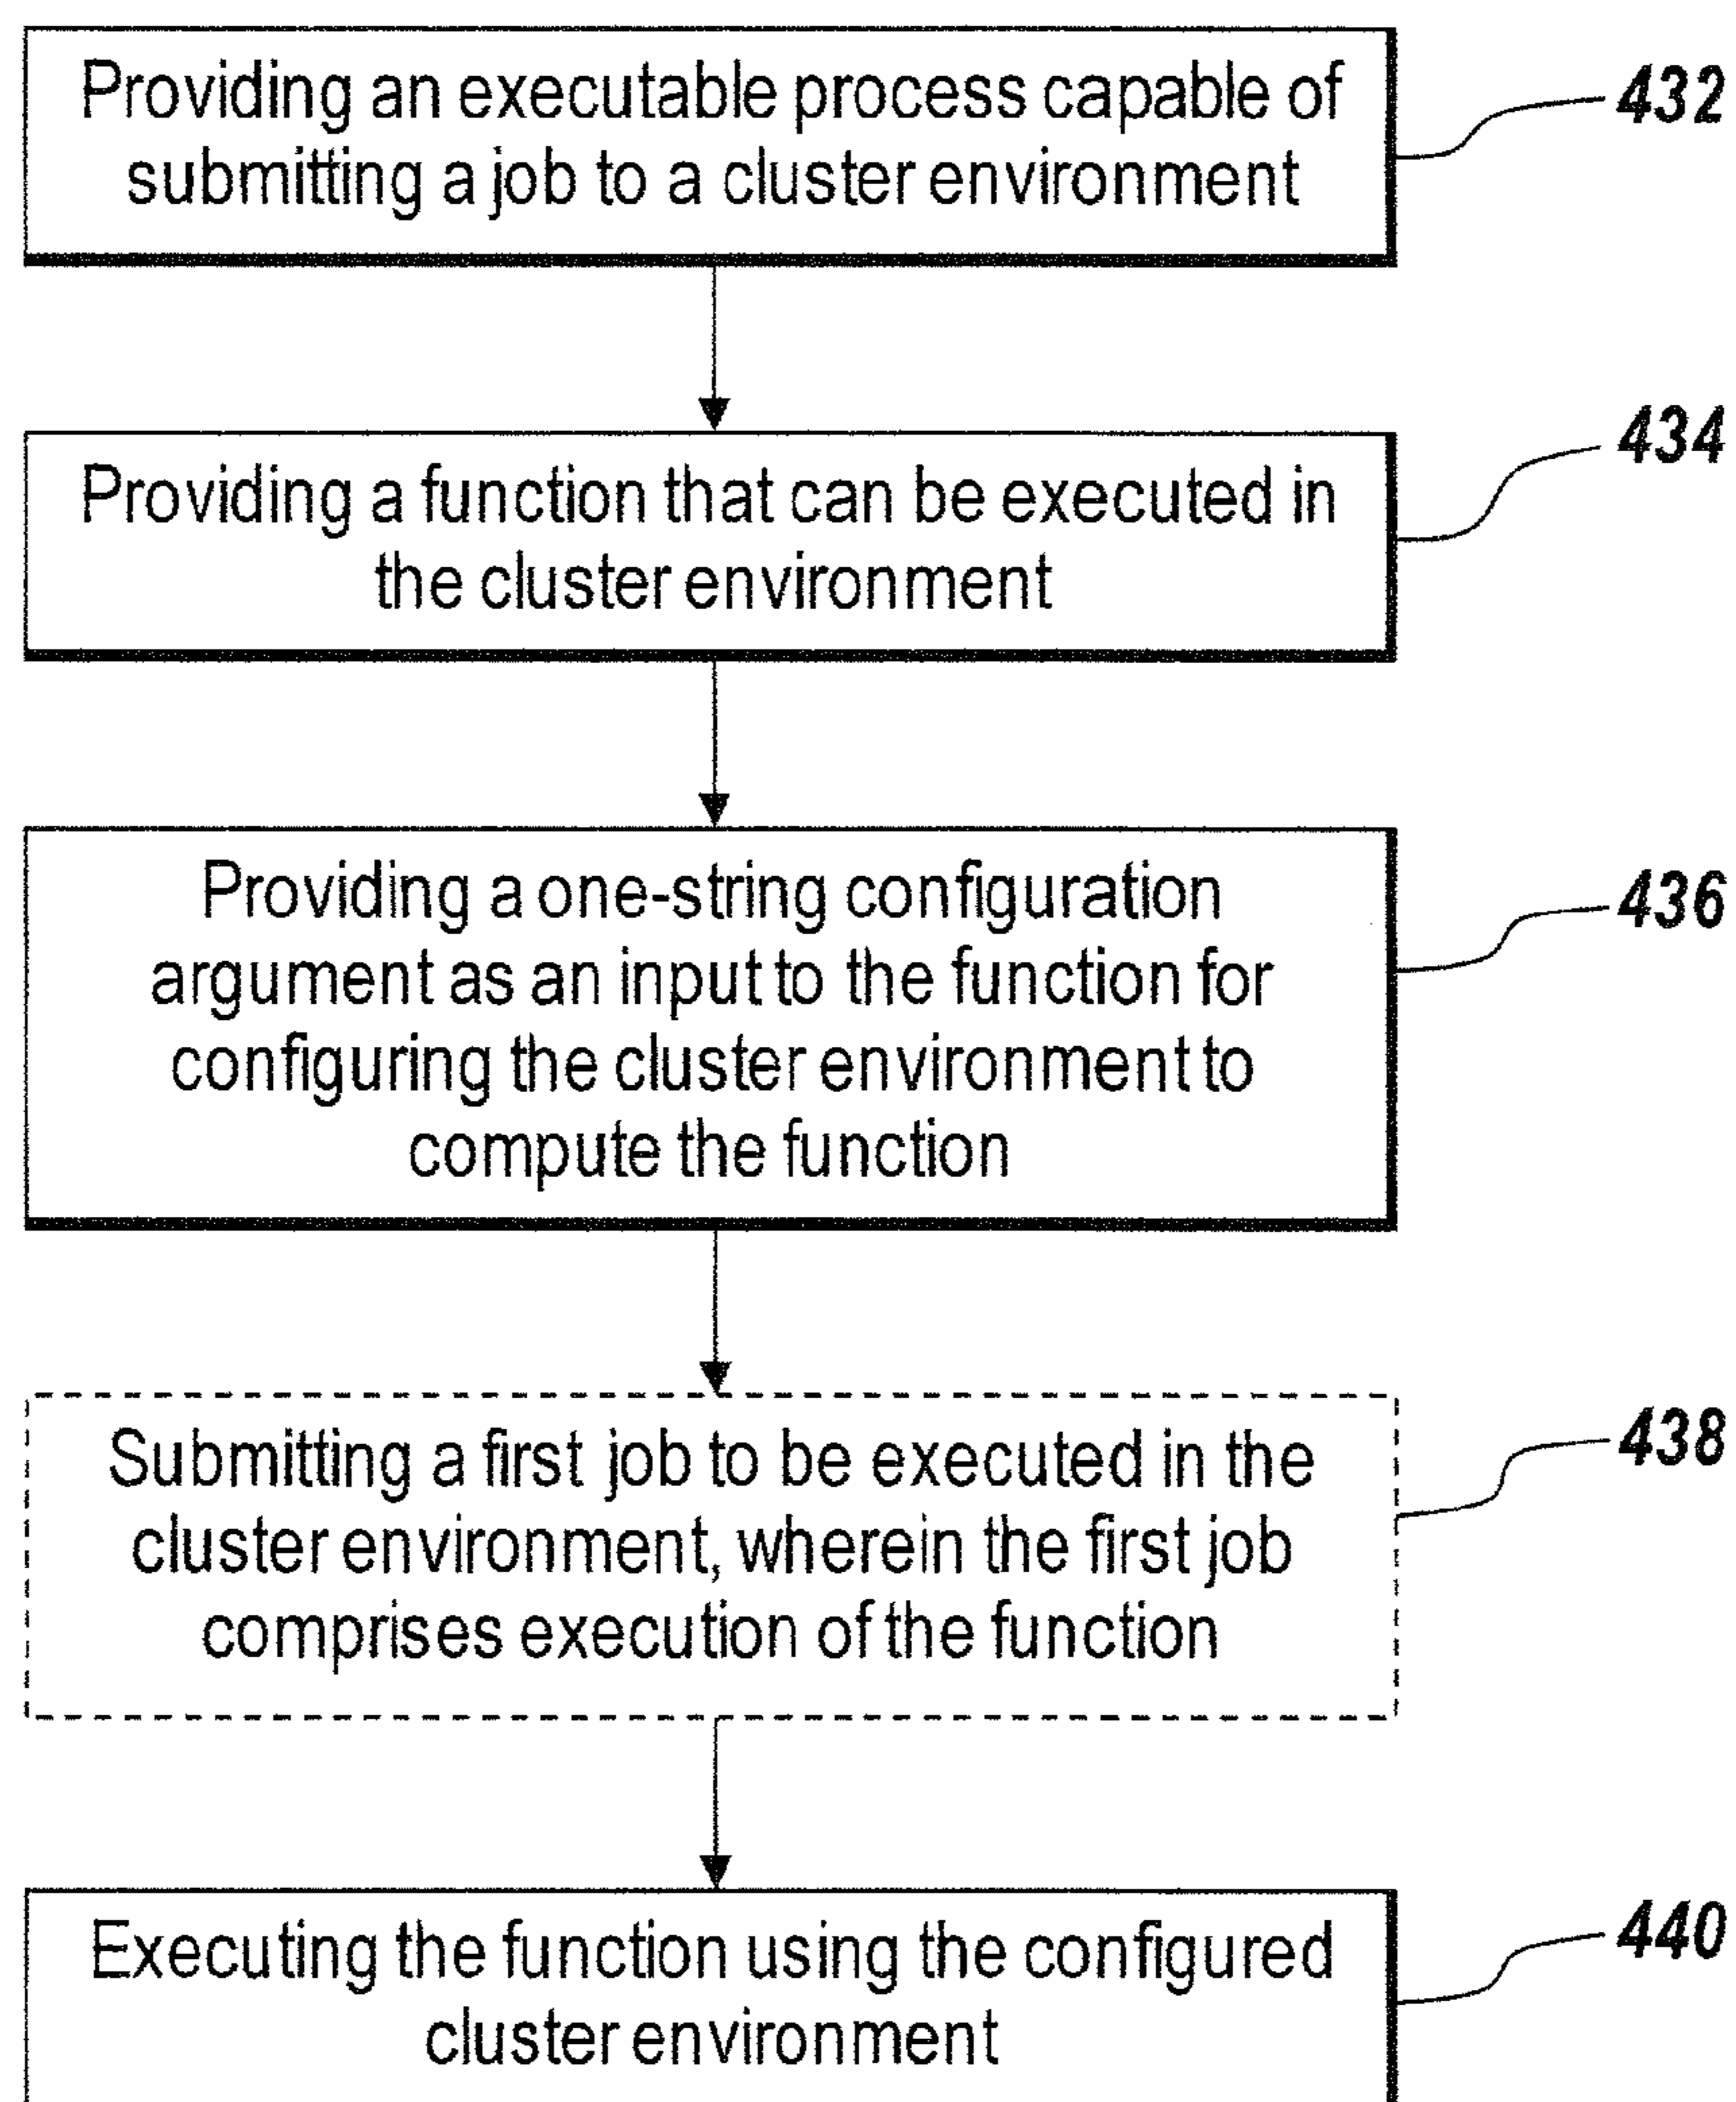 Providing an executable process capable of
submitting a job to a cluster environment
432
Providing a function that can be executed in
the cluster environment
434
Providing a one-string configuration
argument as an input to the function for
configuring the cluster environment to
compute the function
436
Submitting a first job to be executed in the
cluster environment, wherein the first job
comprises execution of the function
438
Executing the function using the configured
cluster environment
440